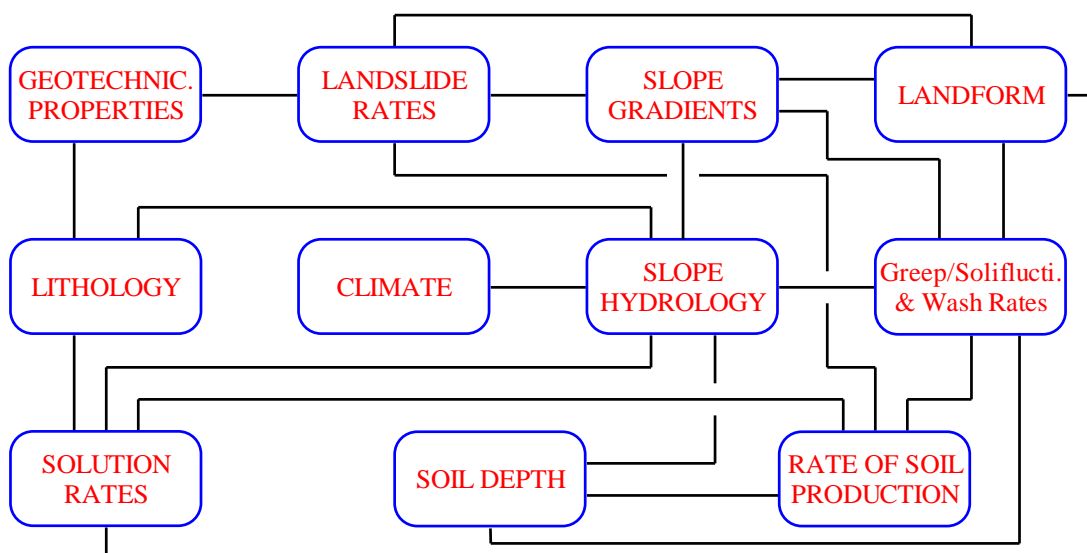 GEOTECHNIC.
PROPERTIES
LANDSLIDE
RATES
SLOPE
GRADIENTS
LANDFORM
LITHOLOGY
CLIMATE
SLOPE
HYDROLOGY
Greep/Soliflucti.
& Wash Rates
SOLUTION
RATES
SOIL DEPTH
RATE OF SOIL
PRODUCTION